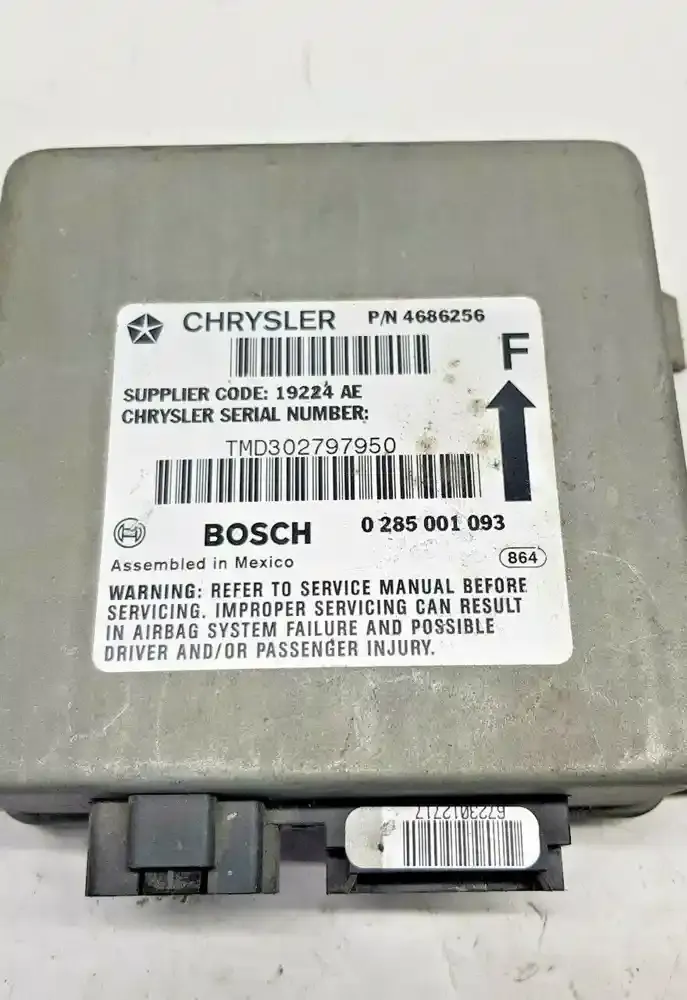 CHRYSLER P/N 4686256
F
SUPPLIER CODE: 19224 AE
CHRYSLER SERIAL NUMBER:
TMD302797950
BOSCH 0 285 001 093
Assembled in Mexico 864
WARNING: REFER TO SERVICE MANUAL BEFORE
SERVICING. IMPROPER SERVICING CAN RESULT
IN AIRBAG SYSTEM FAILURE AND POSSIBLE
DRIVER AND/OR PASSENGER INJURY.
67223012717